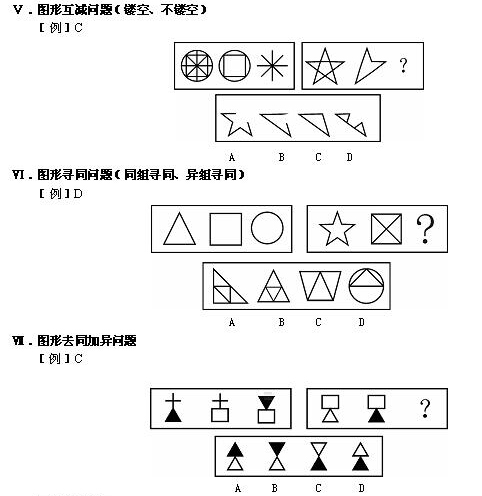 Ⅴ．图形互减问题（镂空、不镂空）
［例］C
?
A B C D
Ⅵ．图形寻同问题（同组寻同、异组寻同）
［例］D
?
A B C D
Ⅶ．图形去同加异问题
［例］C
?
A B C D